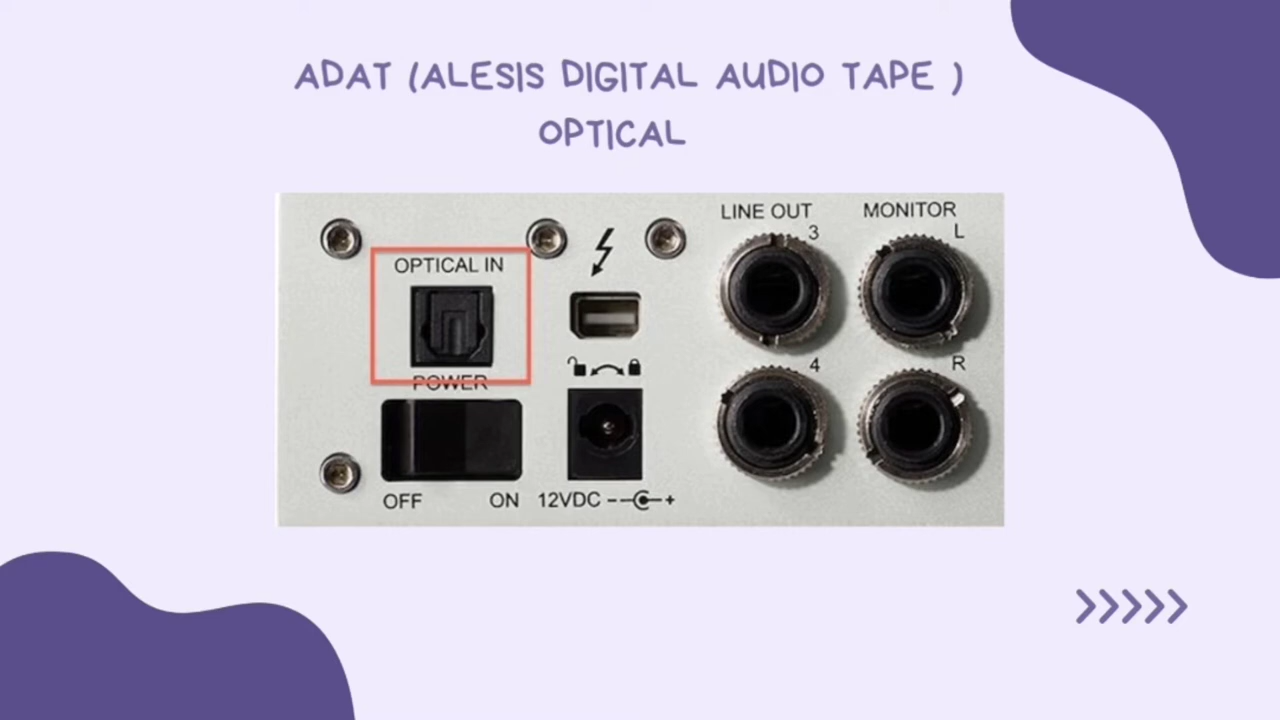 ADAT (ALESIS DIGITAL AUDIO TAPE )
OPTICAL
LINE OUT
MONITOR
3
L
OPTICAL IN
4
R
POWER
OFF
ON
12VDC - +